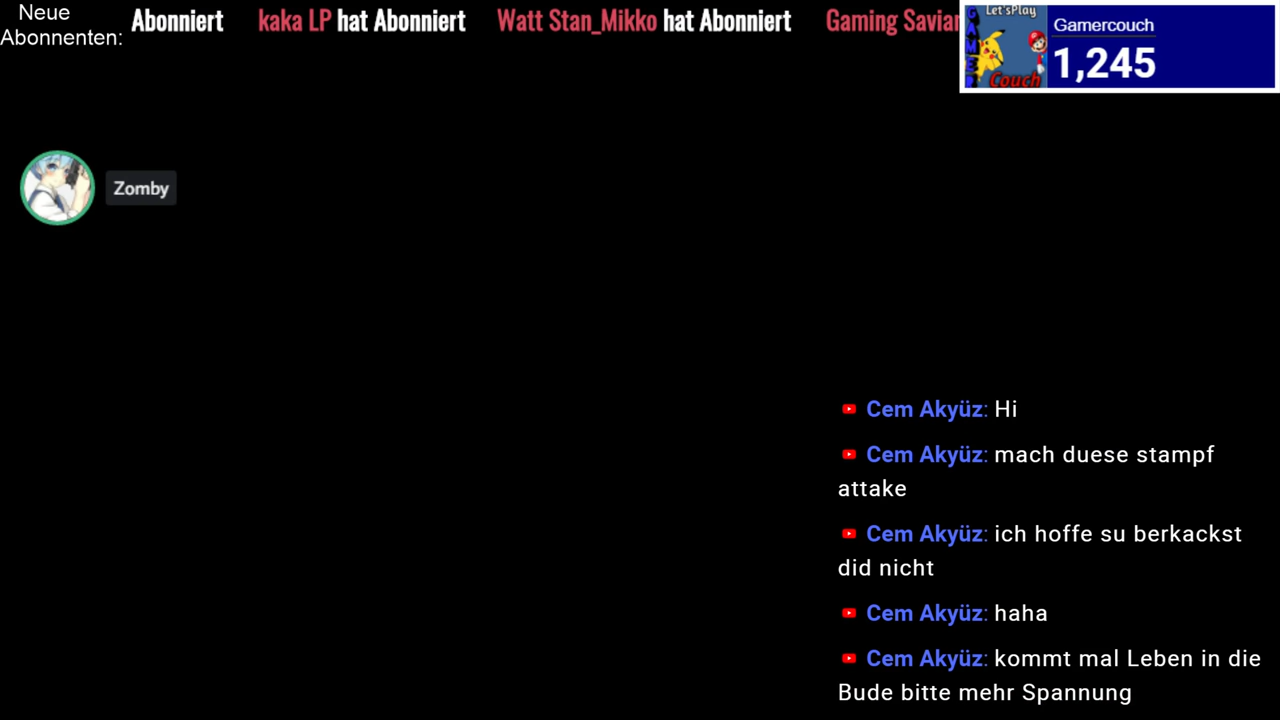 Neue
Abonnenten:
Abonniert kaka LP hat Abonniert Watt Stan_Mikko hat Abonniert Gaming Savian
Let'sPlay
GAMER
Couch
Gamercouch
1,245
Zomby
Cem Akyüz: Hi
Cem Akyüz: mach duese stampf
attake
Cem Akyüz: ich hoffe su berkackst
did nicht
Cem Akyüz: haha
Cem Akyüz: kommt mal Leben in die
Bude bitte mehr Spannung